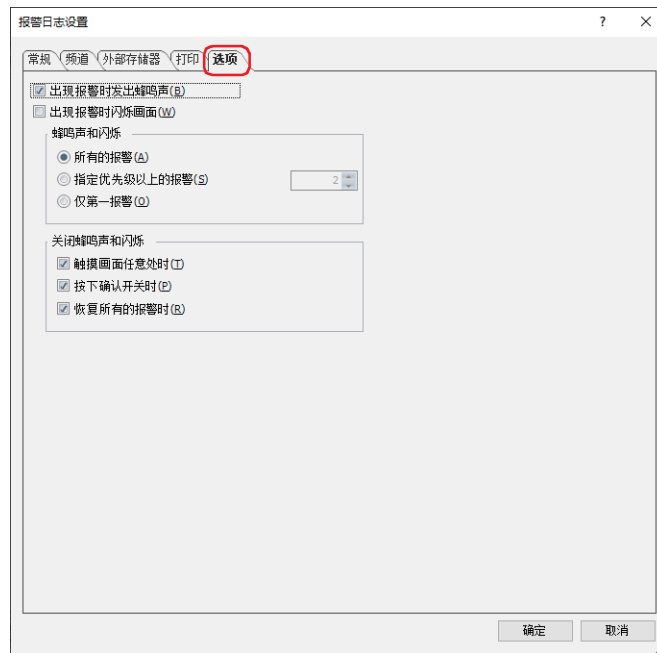 报警日志设置 ?
常规 频道 外部存储器 打印 选项
出现报警时发出蜂鸣声(B)
出现报警时闪烁画面(W)
蜂鸣声和闪烁
所有的报警(A)
指定优先级以上的报警(S) 2
仅第一报警(O)
关闭蜂鸣声和闪烁
触摸画面任意处时(T)
按下确认开关时(P)
恢复所有的报警时(R)
确定 取消